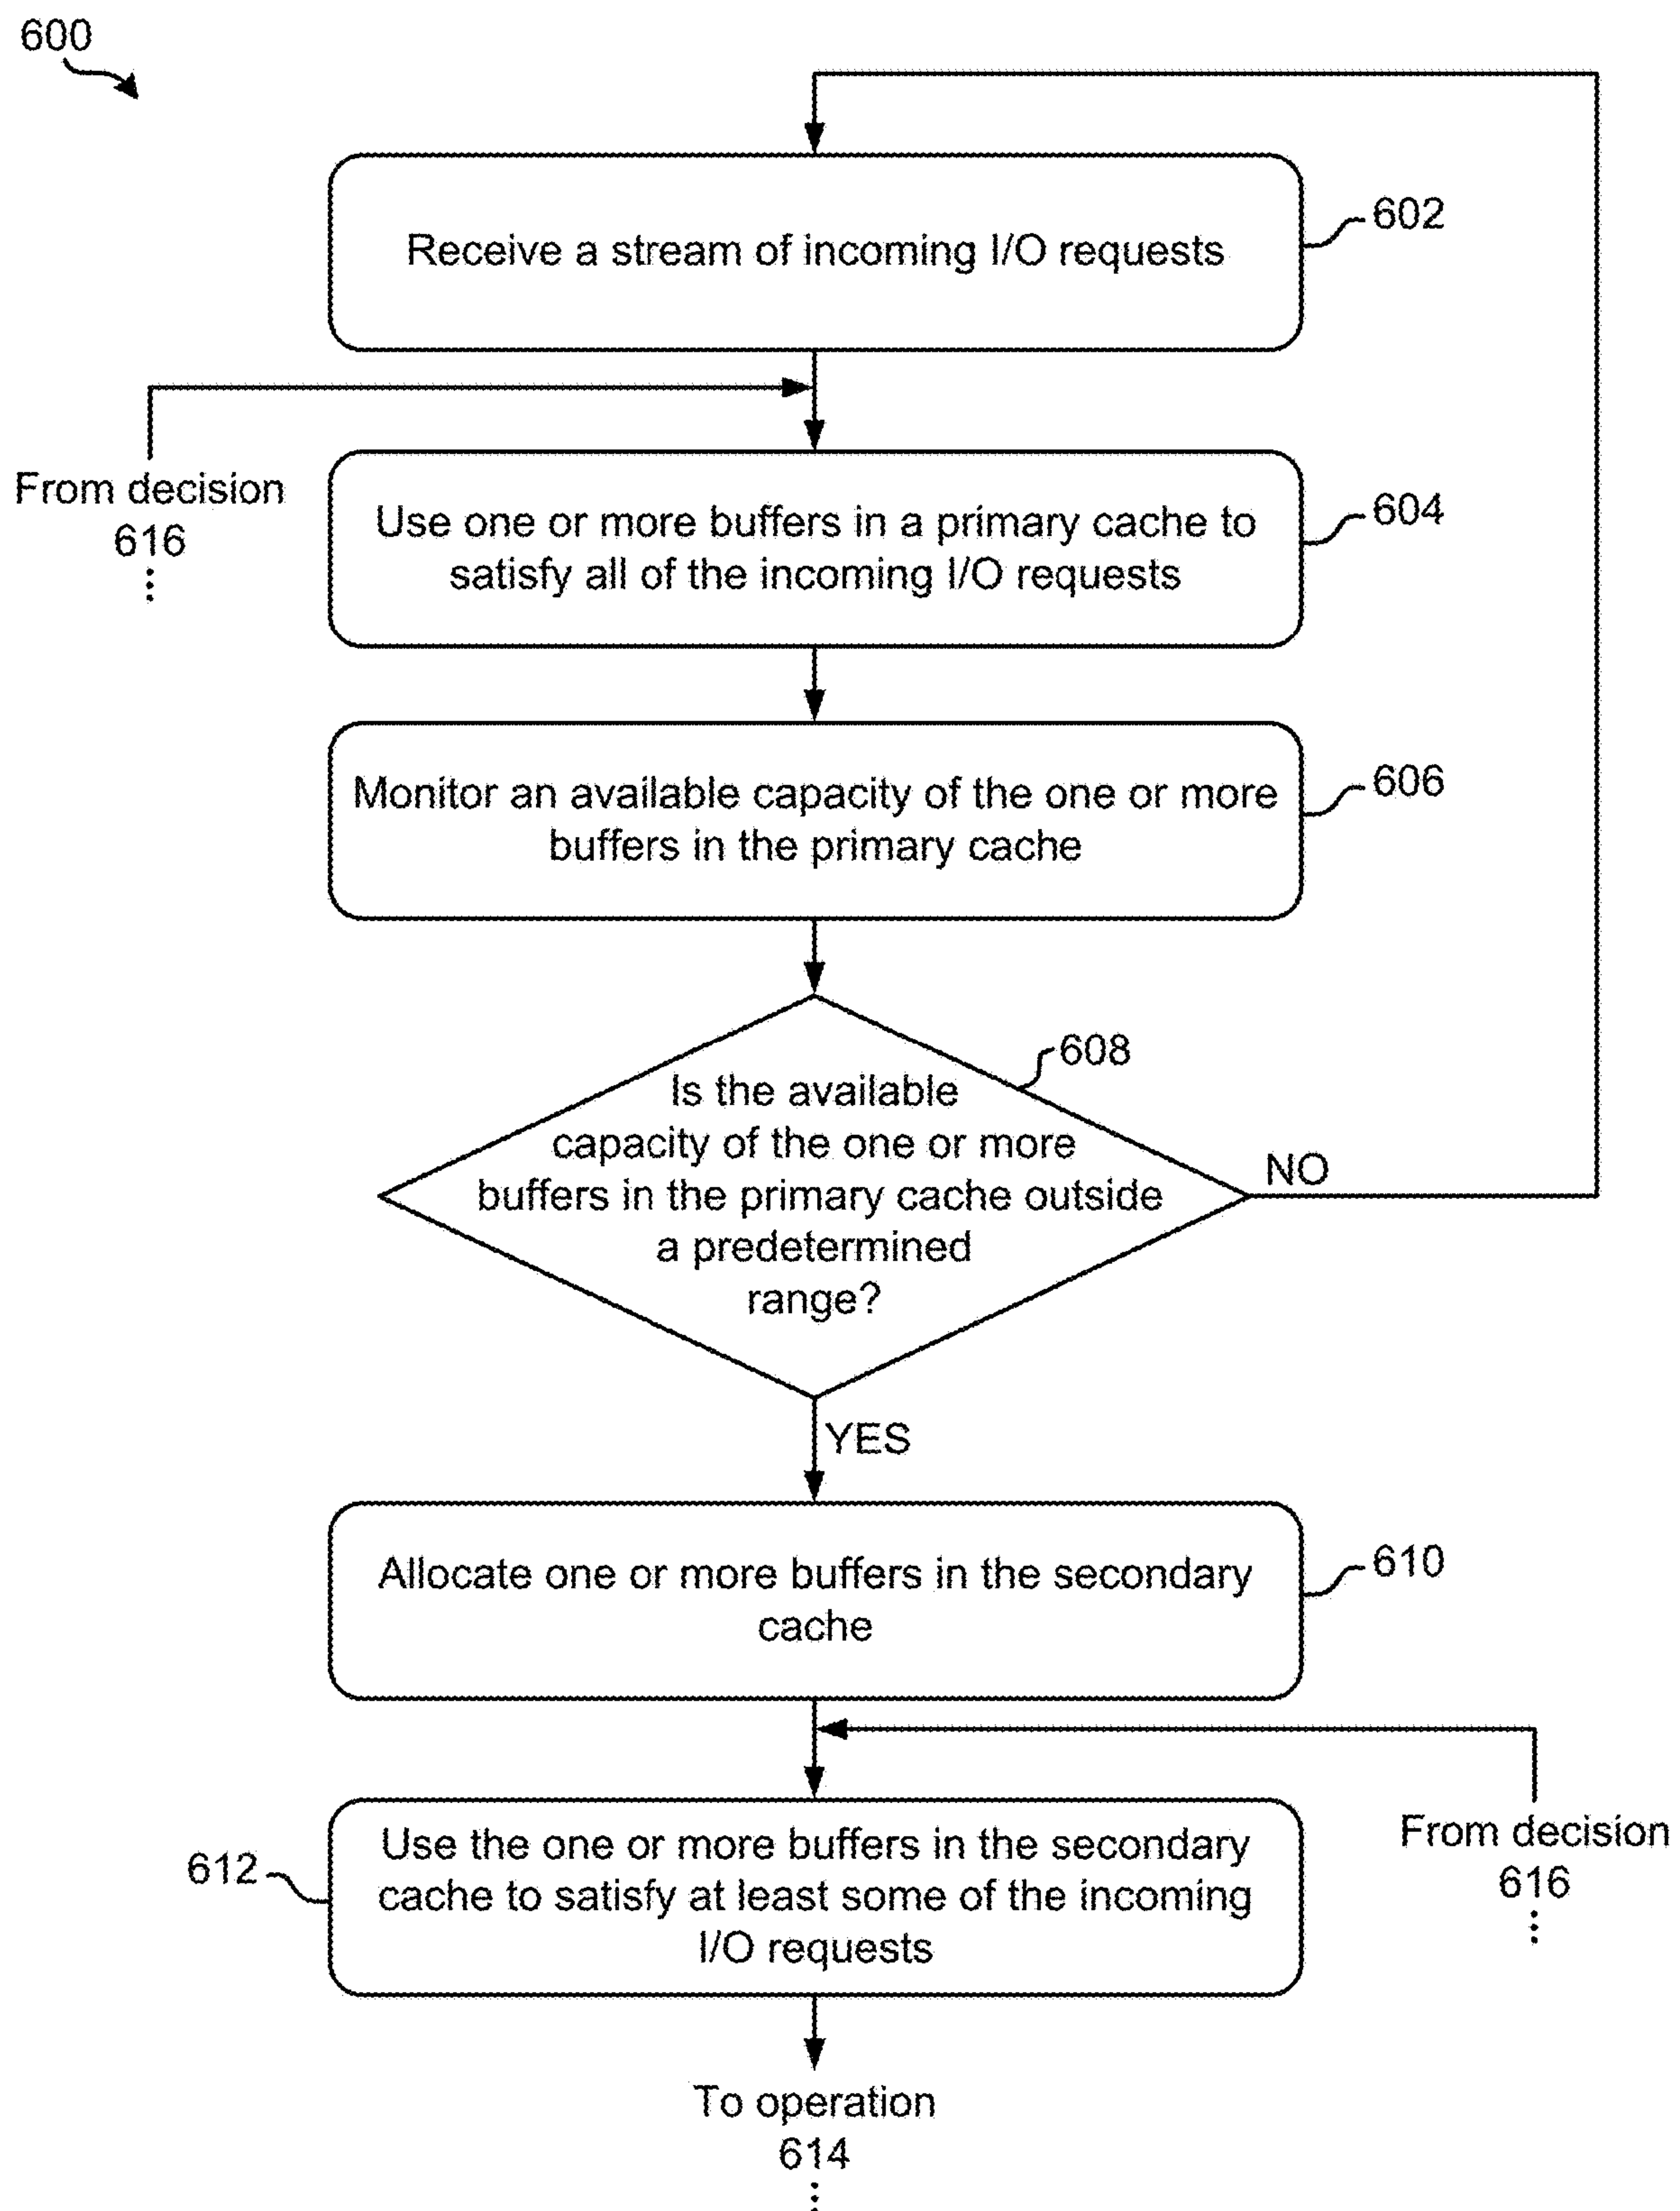 600
Receive a stream of incoming I/O requests
602
From decision
616
Use one or more buffers in a primary cache to
satisfy all of the incoming I/O requests
604
Monitor an available capacity of the one or more
buffers in the primary cache
606
608
Is the available
capacity of the one or more
buffers in the primary cache outside
a predetermined
range?
NO
YES
Allocate one or more buffers in the secondary
cache
610
612
Use the one or more buffers in the secondary
cache to satisfy at least some of the incoming
I/O requests
From decision
616
To operation
614